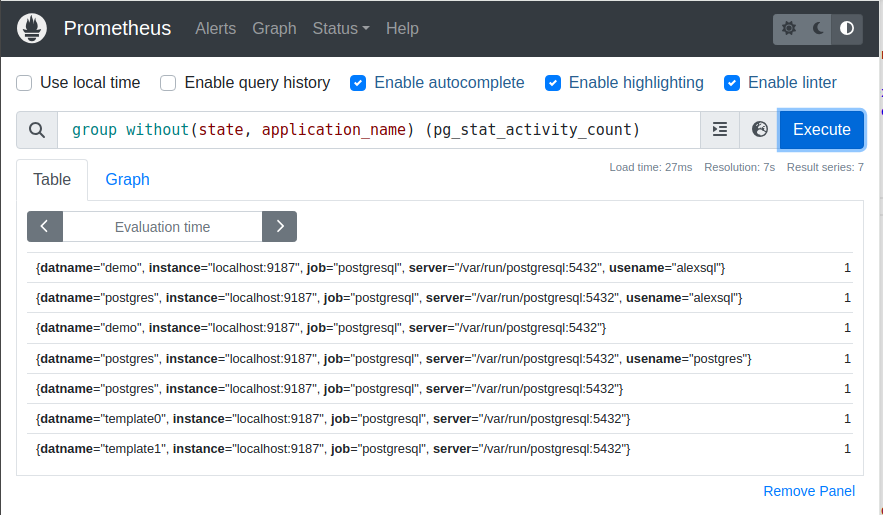 Prometheus Alerts Graph Status Help
Use local time Enable query history Enable autocomplete Enable highlighting Enable linter
group without(state, application_name) (pg_stat_activity_count) Execute
Load time: 27ms Resolution: 7s Result series: 7
Table Graph
Evaluation time
{datname="demo", instance="localhost:9187", job="postgresql", server="/var/run/postgresql:5432", usename="alexsql"} 1
{datname="postgres", instance="localhost:9187", job="postgresql", server="/var/run/postgresql:5432", usename="alexsql"} 1
{datname="demo", instance="localhost:9187", job="postgresql", server="/var/run/postgresql:5432"} 1
{datname="postgres", instance="localhost:9187", job="postgresql", server="/var/run/postgresql:5432", usename="postgres"} 1
{datname="postgres", instance="localhost:9187", job="postgresql", server="/var/run/postgresql:5432"} 1
{datname="template0", instance="localhost:9187", job="postgresql", server="/var/run/postgresql:5432"} 1
{datname="template1", instance="localhost:9187", job="postgresql", server="/var/run/postgresql:5432"} 1
Remove Panel